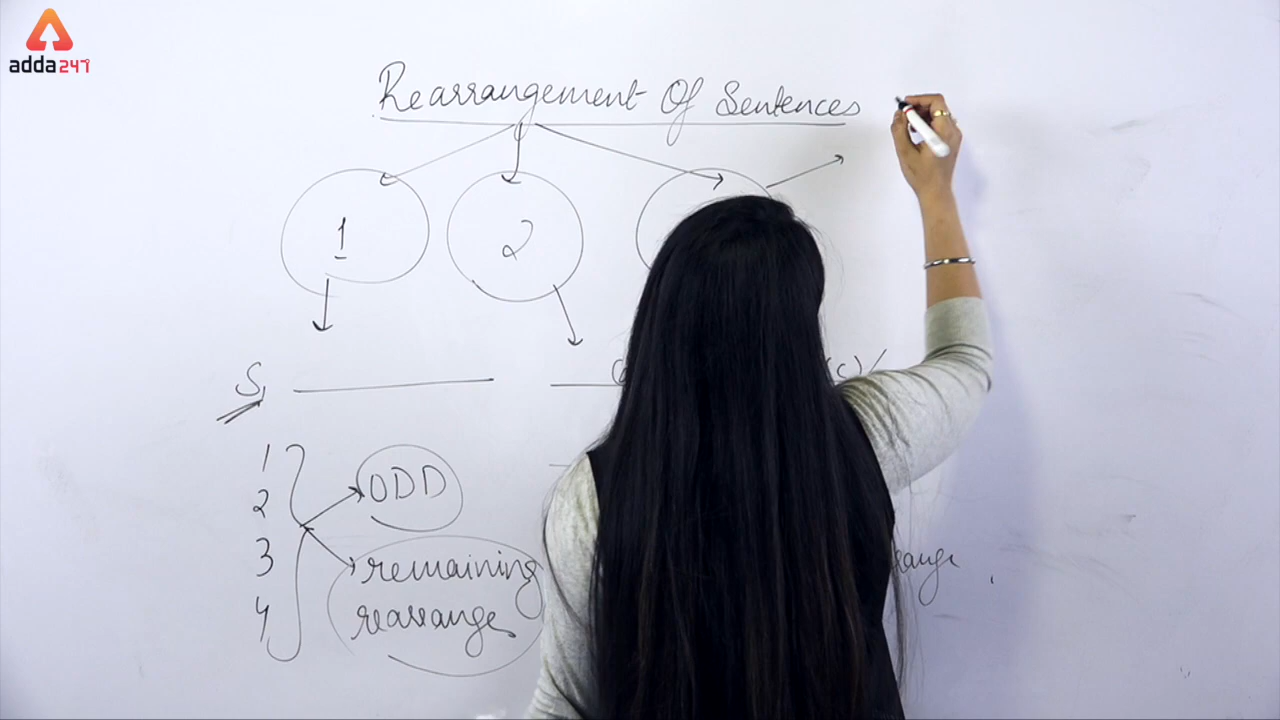 adda247
Rearrangement Of Sentences
1 2
S1
(c)/
1
ODD
2
3
remaining
4
rearrange